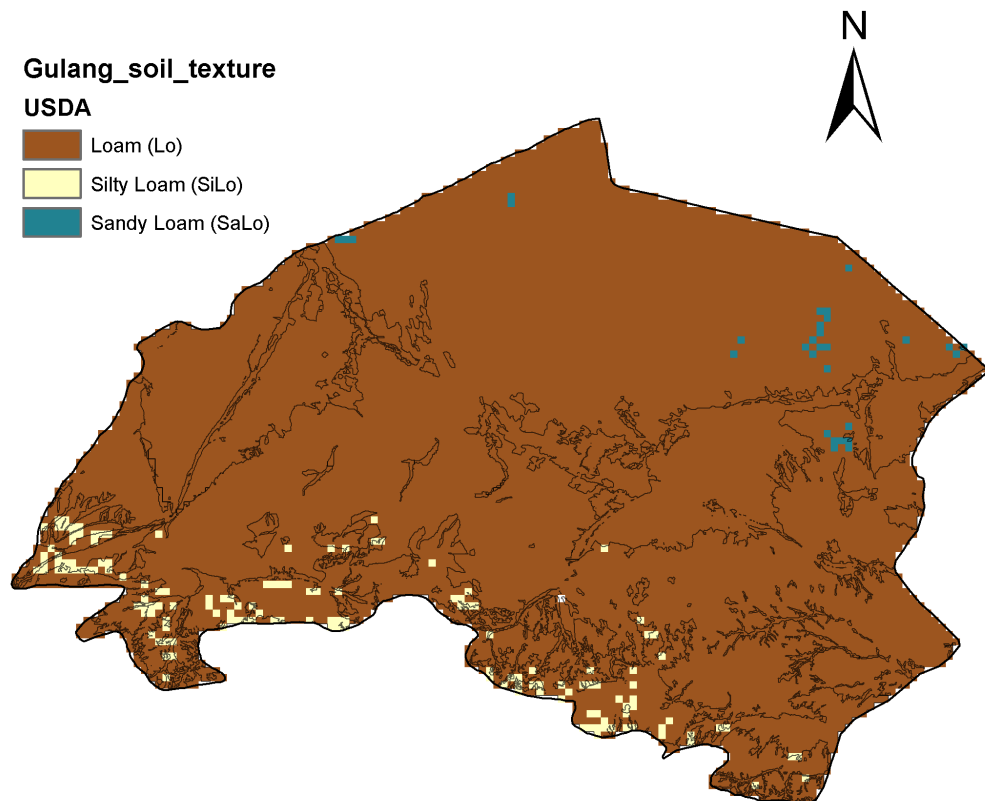 N
Gulang_soil_texture
USDA
Loam (Lo)
Silty Loam (SiLo)
Sandy Loam (SaLo)